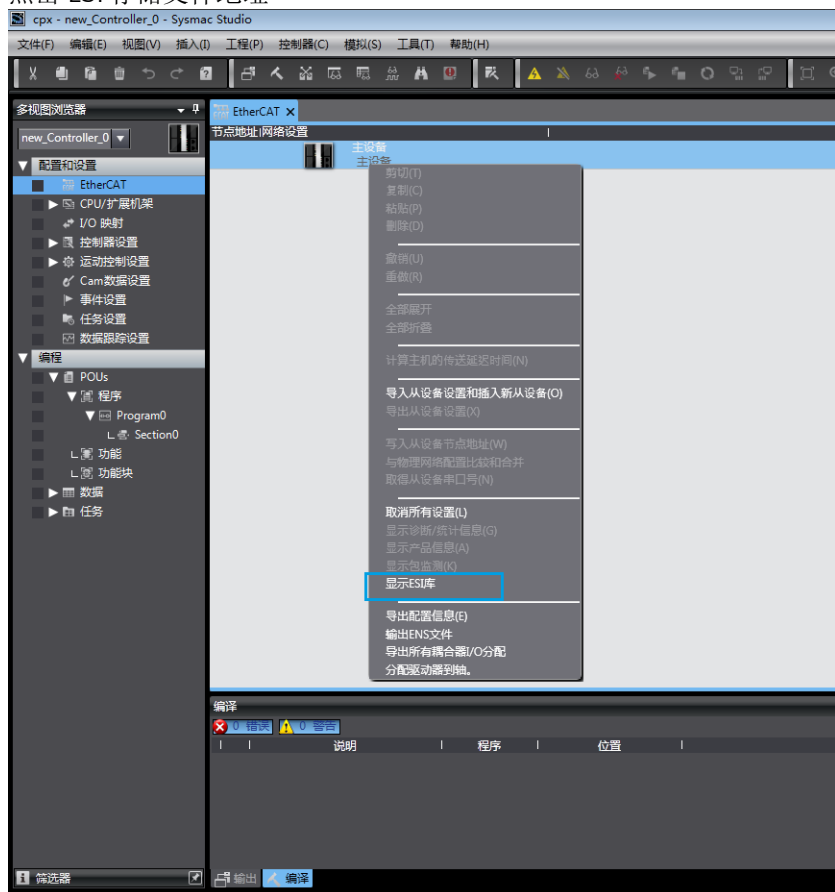 点击 ESI 存储文件地址
cpx - new_Controller_0 - Sysmac Studio
文件(F) 编辑(E) 视图(V) 插入(I) 工程(P) 控制器(C) 模拟(S) 工具(T) 帮助(H)
多视图浏览器
new_Controller_0
配置和设置
EtherCAT
CPU/扩展机架
I/O 映射
控制器设置
运动控制设置
Cam数据设置
事件设置
任务设置
数据跟踪设置
编程
POUs
程序
Program0
Section0
功能
功能块
数据
任务
筛选器
EtherCAT
节点地址|网络设置
主设备
主设备
剪切(T)
复制(C)
粘贴(P)
删除(D)
撤销(U)
重做(R)
全部展开
全部折叠
计算主机的传送延迟时间(N)
导入从设备设置和插入新从设备(O)
导出从设备设置(X)
写入从设备节点地址(W)
与物理网络配置比较和合并
取得从设备串口号(N)
取消所有设置(L)
显示诊断/统计信息(G)
显示产品信息(A)
显示包监测(K)
显示ESI库
导出配置信息(E)
输出ENS文件
导出所有耦合器I/O分配
分配驱动器到轴。
编译
0 错误 0 警告
说明 程序 位置
输出 编译